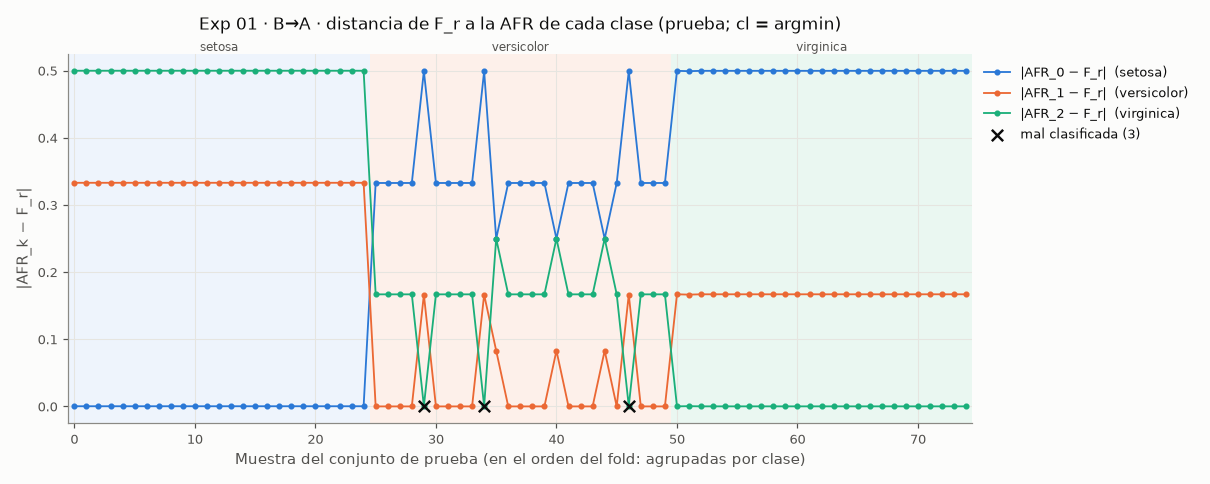 Exp 01 · B→A · distancia de F_r a la AFR de cada clase (prueba; cl = argmin)
setosa versicolor virginica
|AFR_0 − F_r| (setosa)
|AFR_1 − F_r| (versicolor)
|AFR_2 − F_r| (virginica)
mal clasificada (3)
|AFR_k − F_r|
0.5
0.4
0.3
0.2
0.1
0.0
0 10 20 30 40 50 60 70
Muestra del conjunto de prueba (en el orden del fold: agrupadas por clase)